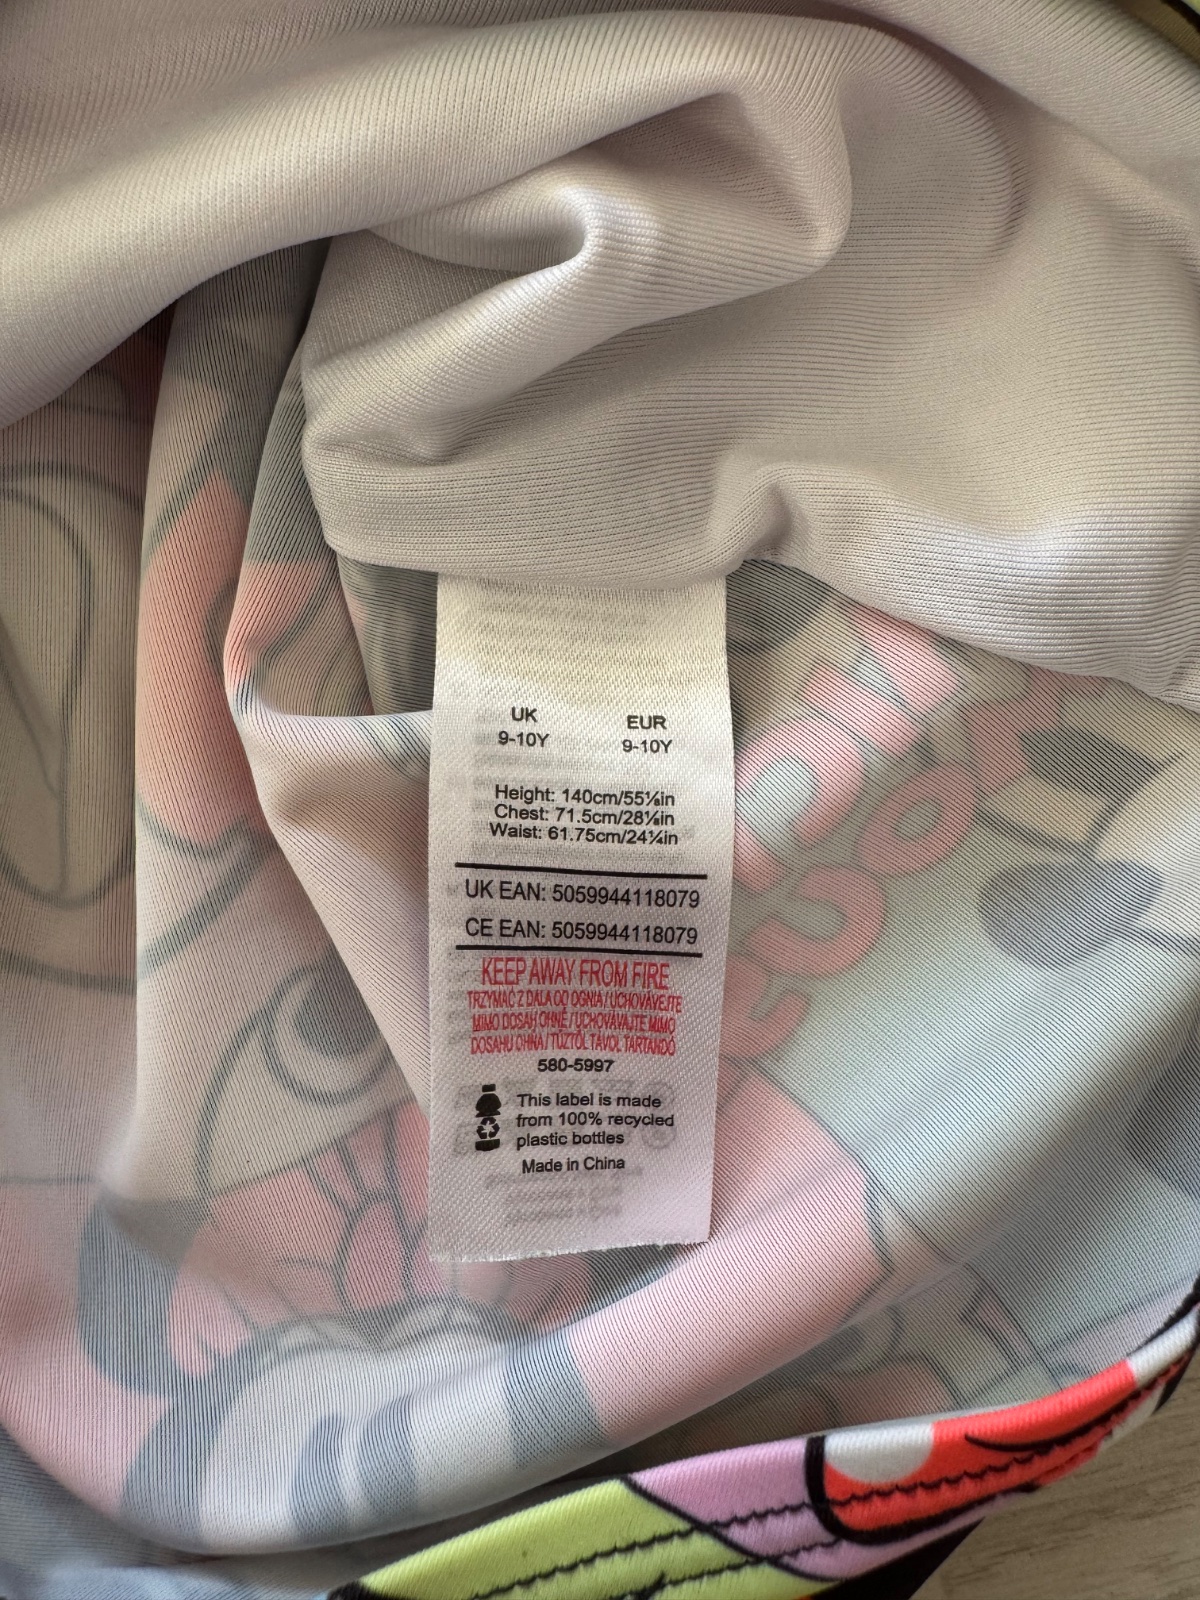 UK EUR
9-10Y 9-10Y
Height: 140cm/55⅛in
Chest: 71.5cm/28⅛in
Waist: 61.75cm/24¼in
UK EAN: 5059944118079
CE EAN: 5059944118079
KEEP AWAY FROM FIRE
TRZYMAĆ Z DALA OD OGNIA / UCHOVÁVEJTE
MIMO DOSAH OHNĚ / UCHOVÁVAJTE MIMO
DOSAHU OHŇA / TŰZTŐL TÁVOL TARTANDÓ
580-5997
This label is made
from 100% recycled
plastic bottles
Made in China